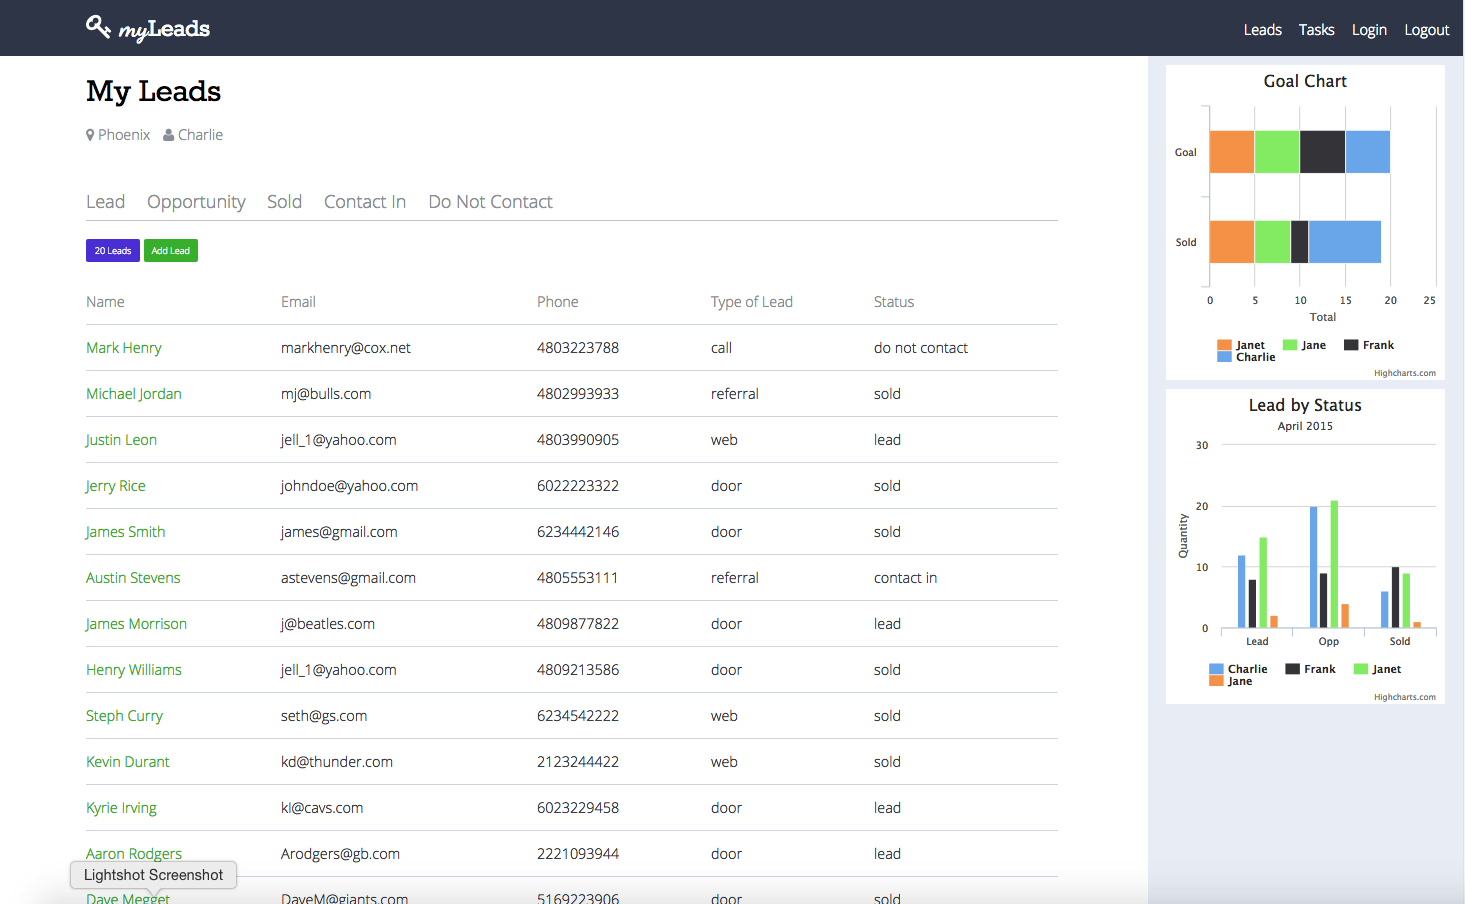 myLeads
Leads Tasks Login Logout
My Leads
Phoenix Charlie
Lead Opportunity Sold Contact In Do Not Contact
20 Leads Add Lead
Name Email Phone Type of Lead Status
Mark Henry markhenry@cox.net 4803223788 call do not contact
Michael Jordan mj@bulls.com 4802993933 referral sold
Justin Leon jell_1@yahoo.com 4803990905 web lead
Jerry Rice johndoe@yahoo.com 6022223322 door sold
James Smith james@gmail.com 6234442146 door sold
Austin Stevens astevens@gmail.com 4805553111 referral contact in
James Morrison j@beatles.com 4809877822 door lead
Henry Williams jell_1@yahoo.com 4809213586 door sold
Steph Curry seth@gs.com 6234542222 web sold
Kevin Durant kd@thunder.com 2123244422 web sold
Kyrie Irving ki@cavs.com 6023229458 door lead
Aaron Rodgers Arodgers@gb.com 2221093944 door lead
Lightshot Screenshot
Dave Megget DaveM@giants.com 5169223906 door sold
Goal Chart
Goal
Sold
0 5 10 15 20 25
Total
Janet Jane Frank
Charlie
Highcharts.com
Lead by Status
April 2015
30
20
10
0
Quantity
Lead Opp Sold
Charlie Frank Janet
Jane
Highcharts.com